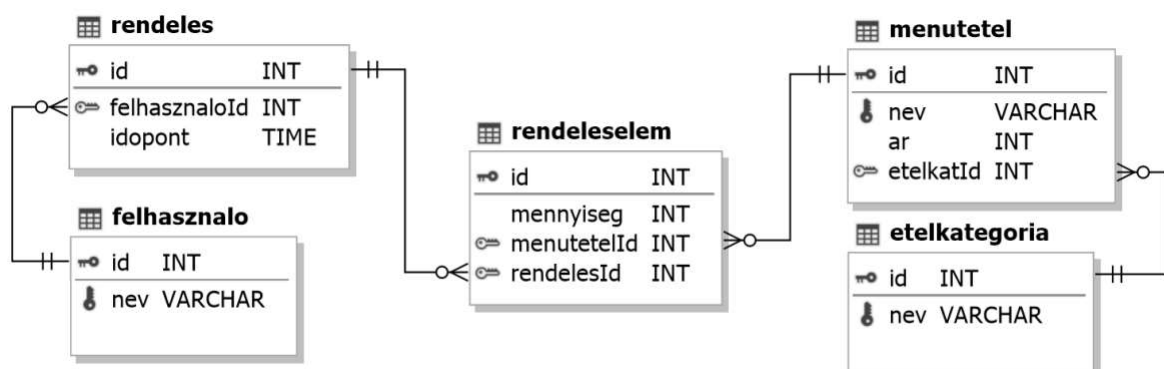 rendeles
id INT
felhasznaloId INT
idopont TIME
felhasznalo
id INT
nev VARCHAR
rendeleselem
id INT
mennyiseg INT
menutetelId INT
rendelesId INT
menutetel
id INT
nev VARCHAR
ar INT
etelkatId INT
etelkategoria
id INT
nev VARCHAR